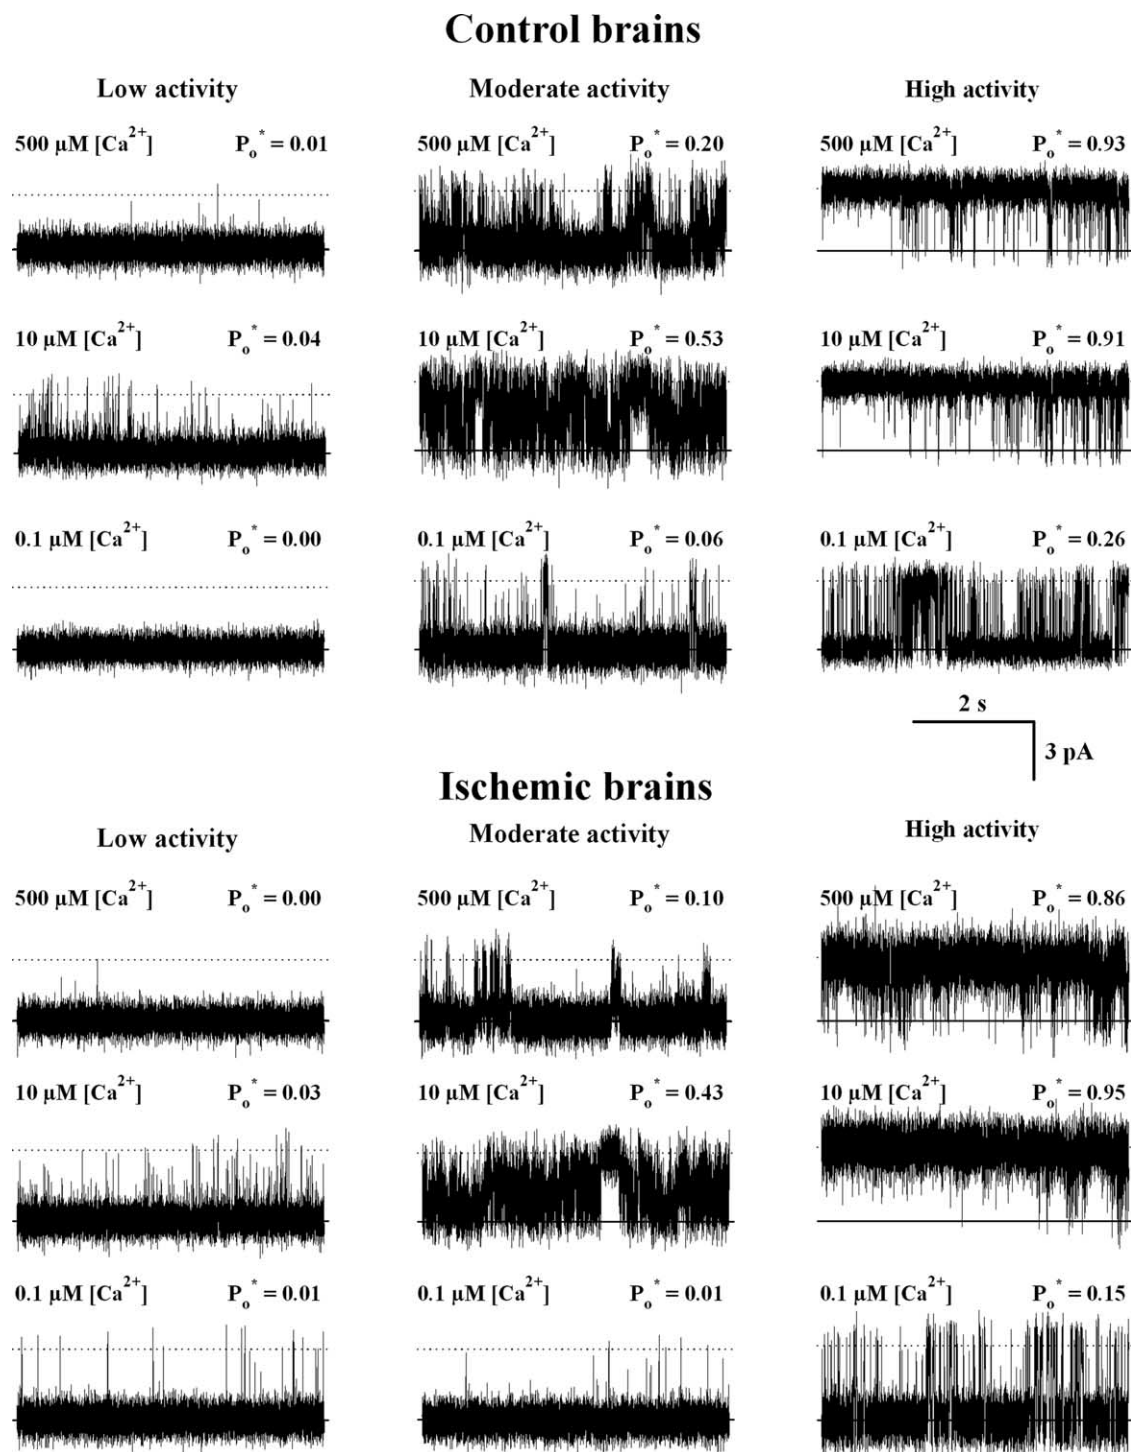 Control brains
Low activity Moderate activity High activity
500 µM [Ca²⁺] Pₒ* = 0.01 500 µM [Ca²⁺] Pₒ* = 0.20 500 µM [Ca²⁺] Pₒ* = 0.93
10 µM [Ca²⁺] Pₒ* = 0.04 10 µM [Ca²⁺] Pₒ* = 0.53 10 µM [Ca²⁺] Pₒ* = 0.91
0.1 µM [Ca²⁺] Pₒ* = 0.00 0.1 µM [Ca²⁺] Pₒ* = 0.06 0.1 µM [Ca²⁺] Pₒ* = 0.26
2 s
3 pA
Ischemic brains
Low activity Moderate activity High activity
500 µM [Ca²⁺] Pₒ* = 0.00 500 µM [Ca²⁺] Pₒ* = 0.10 500 µM [Ca²⁺] Pₒ* = 0.86
10 µM [Ca²⁺] Pₒ* = 0.03 10 µM [Ca²⁺] Pₒ* = 0.43 10 µM [Ca²⁺] Pₒ* = 0.95
0.1 µM [Ca²⁺] Pₒ* = 0.01 0.1 µM [Ca²⁺] Pₒ* = 0.01 0.1 µM [Ca²⁺] Pₒ* = 0.15